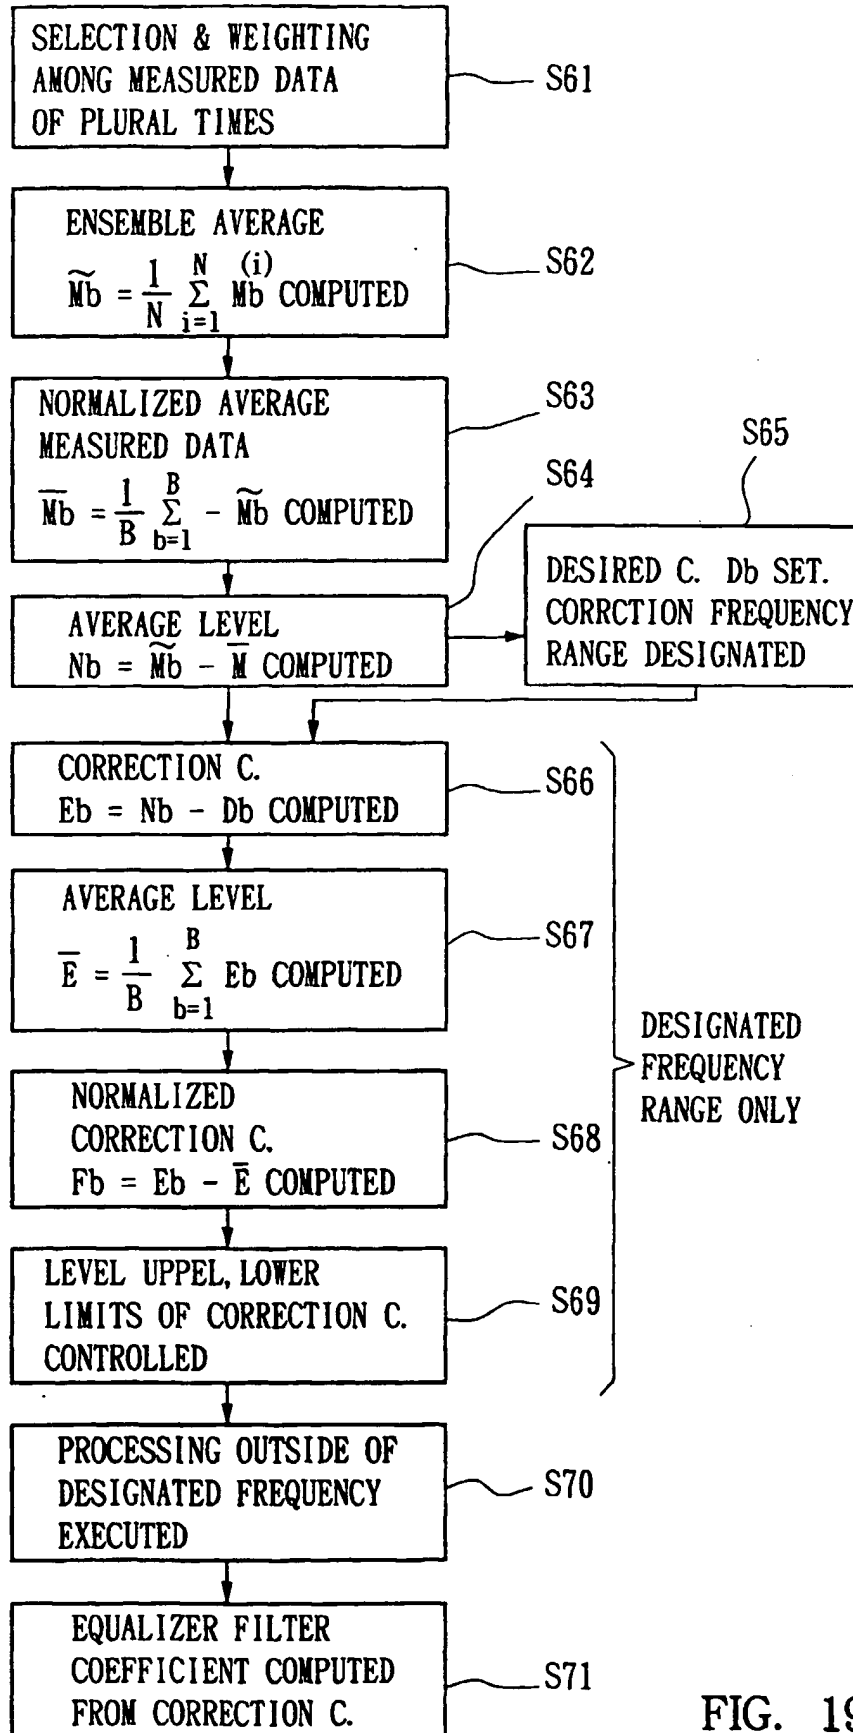 SELECTION & WEIGHTING
AMONG MEASURED DATA
OF PLURAL TIMES
S61
ENSEMBLE AVERAGE
M̃b = 1/N Σ_{i=1}^{N} Mb^{(i)} COMPUTED
S62
NORMALIZED AVERAGE
MEASURED DATA
M̅b = 1/B Σ_{b=1}^{B} - M̃b COMPUTED
S63
AVERAGE LEVEL
Nb = M̃b - M̅ COMPUTED
S64
S65
DESIRED C. Db SET.
CORRCTION FREQUENCY
RANGE DESIGNATED
CORRECTION C.
Eb = Nb - Db COMPUTED
S66
AVERAGE LEVEL
E̅ = 1/B Σ_{b=1}^{B} Eb COMPUTED
S67
NORMALIZED
CORRECTION C.
Fb = Eb - E̅ COMPUTED
S68
LEVEL UPPEL, LOWER
LIMITS OF CORRECTION C.
CONTROLLED
S69
DESIGNATED
FREQUENCY
RANGE ONLY
PROCESSING OUTSIDE OF
DESIGNATED FREQUENCY
EXECUTED
S70
EQUALIZER FILTER
COEFFICIENT COMPUTED
FROM CORRECTION C.
S71
FIG. 19